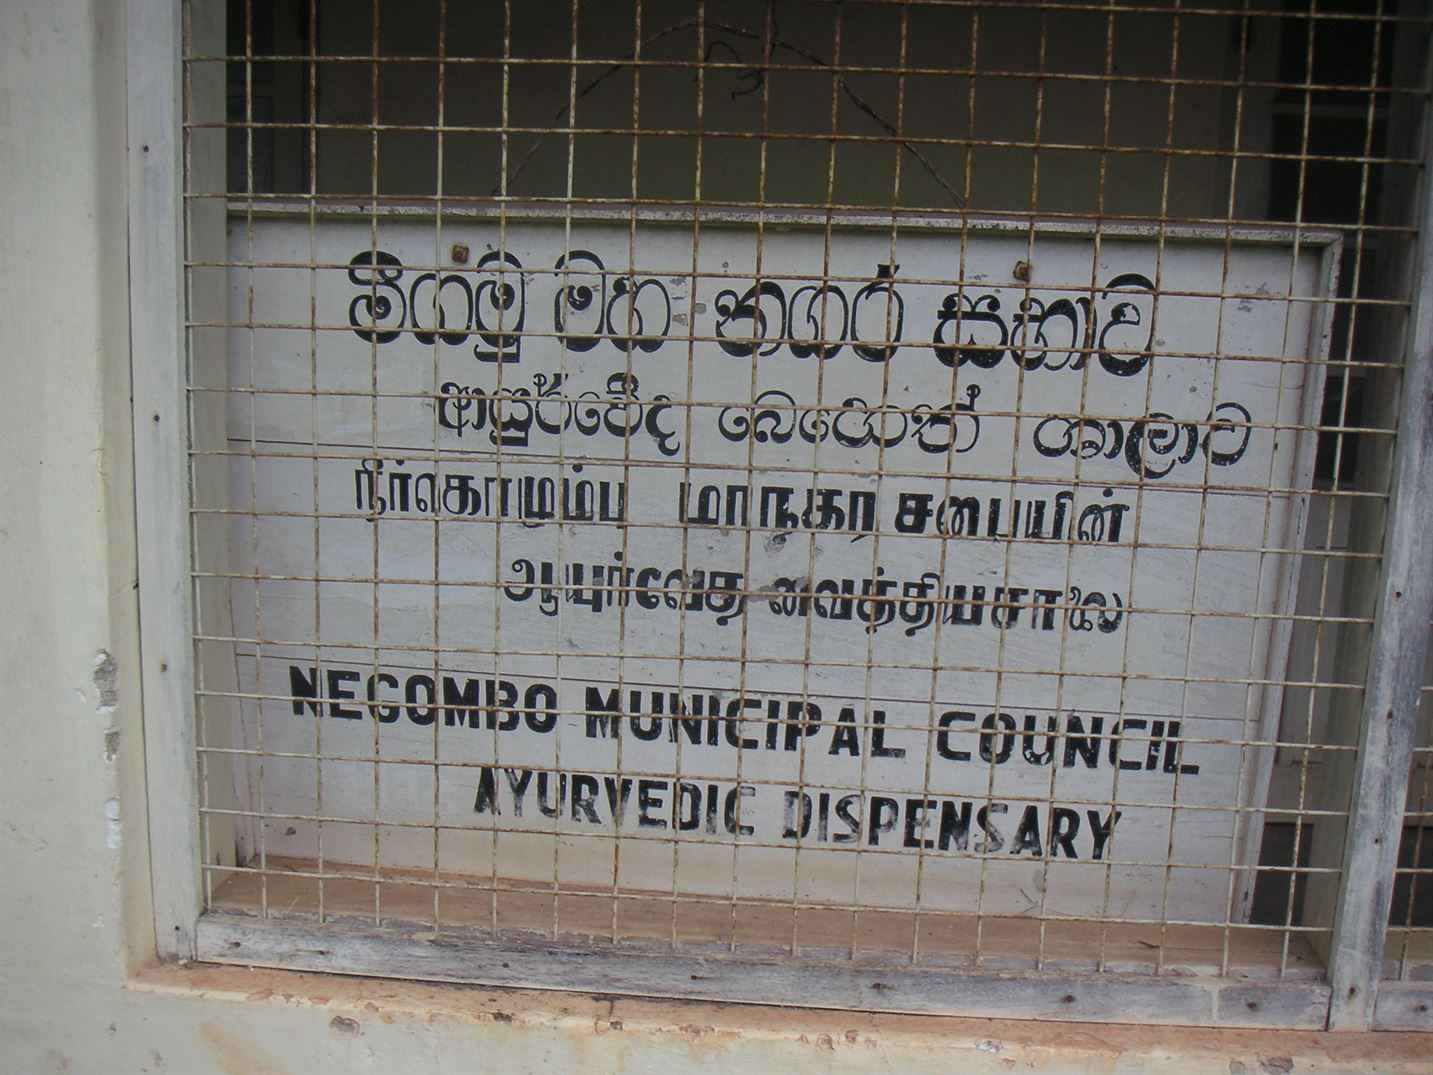 මීගමු මහ නගර සභාව
ආයුර්වේද බෙහෙත් ශාලාව
நீர்கொழும்பு மாநகர சபையின்
ஆயுர்வேத வைத்தியசாலை
NEGOMBO MUNICIPAL COUNCIL
AYURVEDIC DISPENSARY